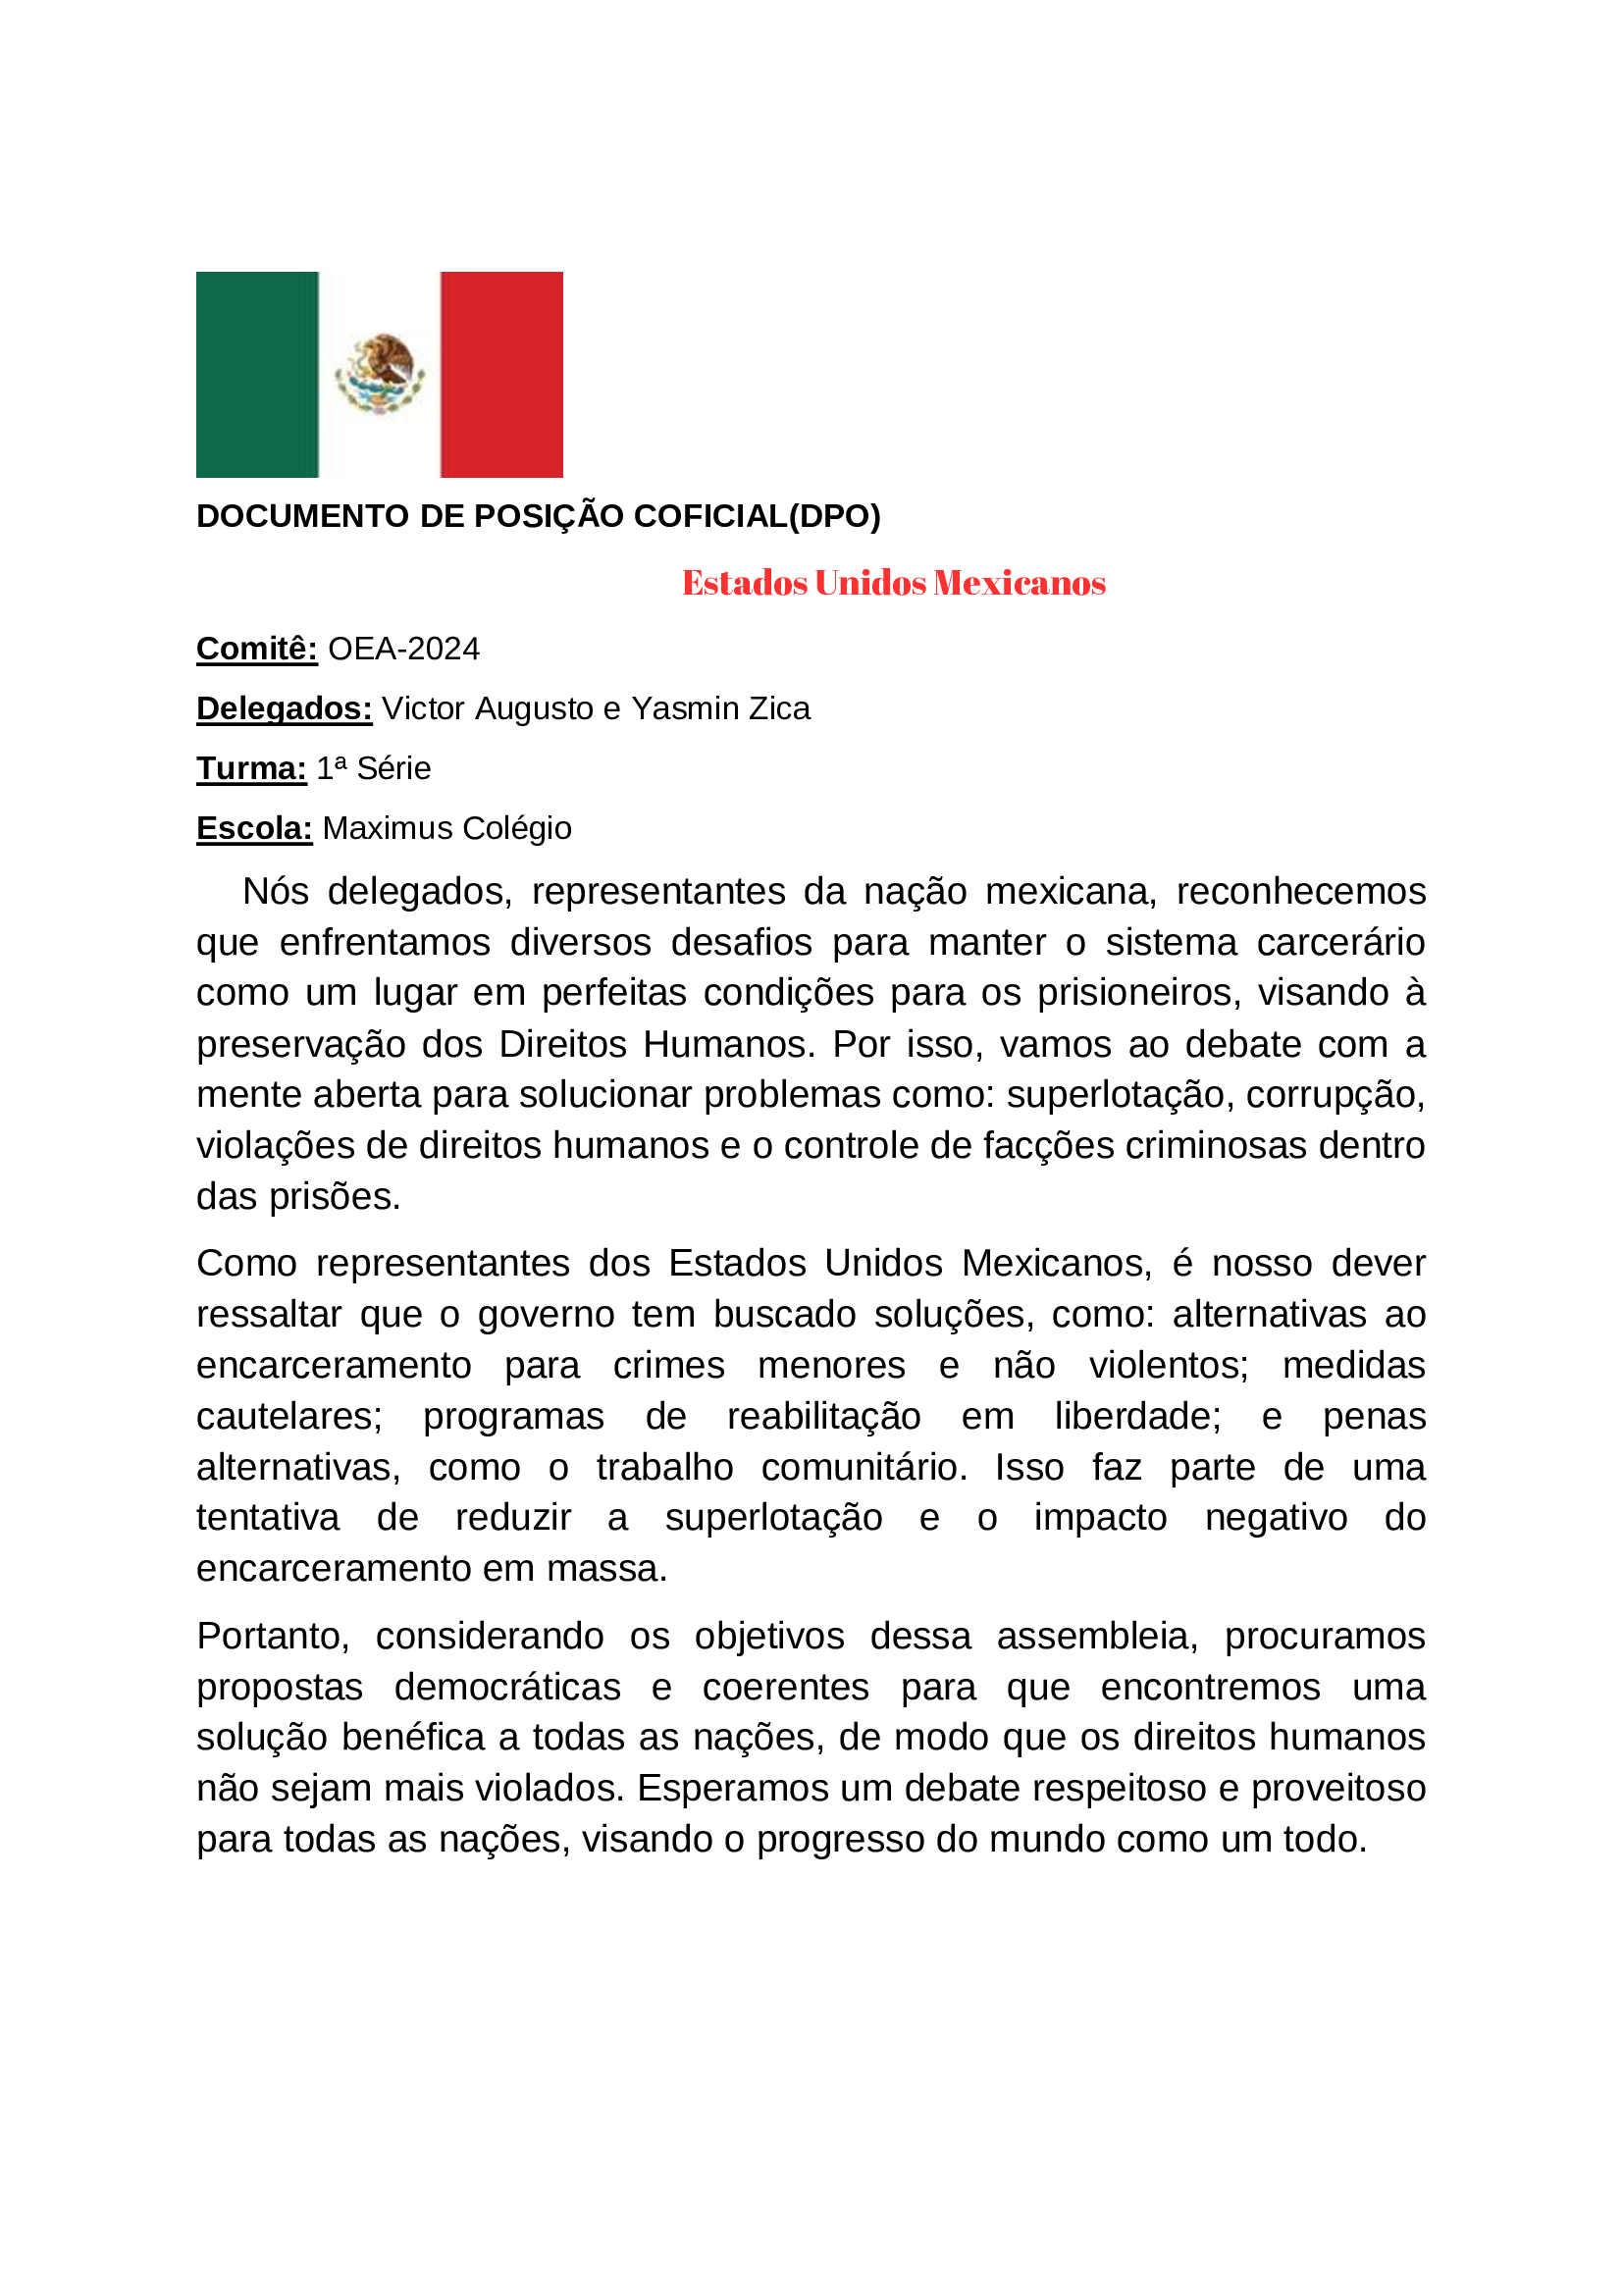 DOCUMENTO DE POSIÇÃO COFICIAL(DPO)
Estados Unidos Mexicanos
Comitê: OEA-2024
Delegados: Victor Augusto e Yasmin Zica
Turma: 1ª Série
Escola: Maximus Colégio
Nós delegados, representantes da nação mexicana, reconhecemos
que enfrentamos diversos desafios para manter o sistema carcerário
como um lugar em perfeitas condições para os prisioneiros, visando à
preservação dos Direitos Humanos. Por isso, vamos ao debate com a
mente aberta para solucionar problemas como: superlotação, corrupção,
violações de direitos humanos e o controle de facções criminosas dentro
das prisões.
Como representantes dos Estados Unidos Mexicanos, é nosso dever
ressaltar que o governo tem buscado soluções, como: alternativas ao
encarceramento para crimes menores e não violentos; medidas
cautelares; programas de reabilitação em liberdade; e penas
alternativas, como o trabalho comunitário. Isso faz parte de uma
tentativa de reduzir a superlotação e o impacto negativo do
encarceramento em massa.
Portanto, considerando os objetivos dessa assembleia, procuramos
propostas democráticas e coerentes para que encontremos uma
solução benéfica a todas as nações, de modo que os direitos humanos
não sejam mais violados. Esperamos um debate respeitoso e proveitoso
para todas as nações, visando o progresso do mundo como um todo.